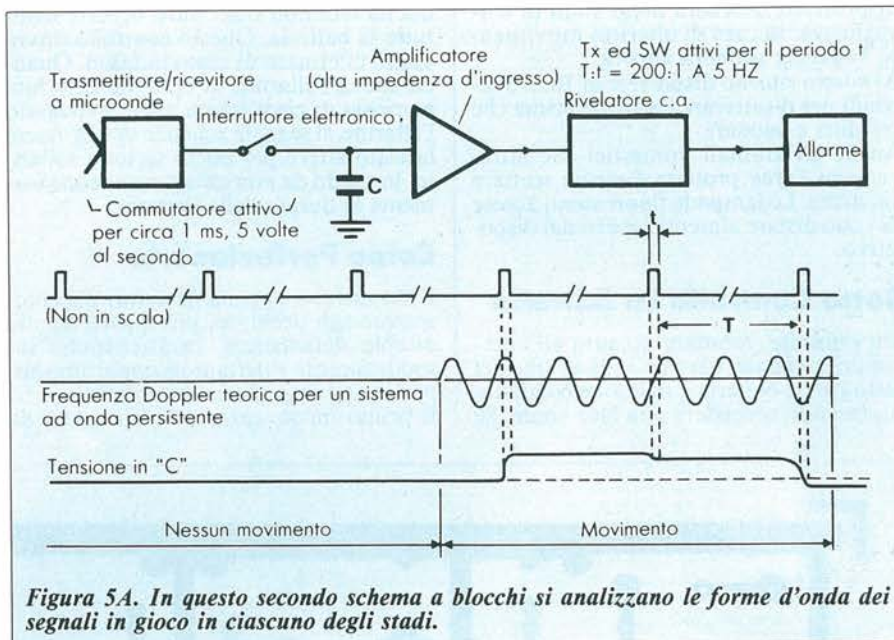 Trasmettitore/ricevitore
a microonde
Interruttore elettronico
Amplificatore
(alta impedenza d'ingresso)
Tx ed SW attivi per il periodo t
T:t = 200:1 A 5 HZ
Rivelatore c.a.
Allarme
C
Commutatore attivo
per circa 1 ms, 5 volte
al secondo
t
(Non in scala)
T
Frequenza Doppler teorica per un sistema
ad onda persistente
Tensione in "C"
Nessun movimento
Movimento
Figura 5A. In questo secondo schema a blocchi si analizzano le forme d'onda dei
segnali in gioco in ciascuno degli stadi.